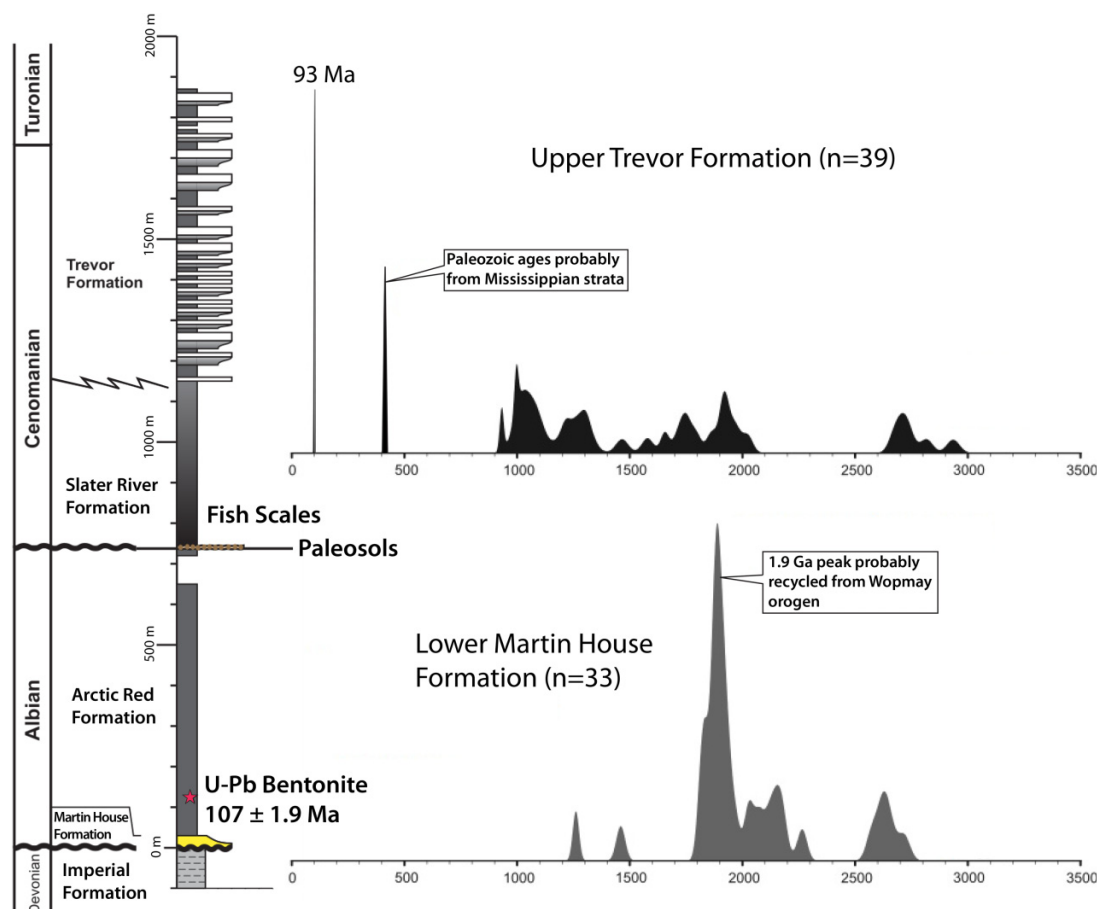 Turonian
Cenomanian
Albian
Devonian
Trevor
Formation
Slater River
Formation
Arctic Red
Formation
Martin House
Formation
Imperial
Formation
2000 m
1500 m
1000 m
500 m
0 m
Fish Scales
Paleosols
U-Pb Bentonite
107 ± 1.9 Ma
93 Ma
Upper Trevor Formation (n=39)
Paleozoic ages probably
from Mississippian strata
0 500 1000 1500 2000 2500 3000 3500
1.9 Ga peak probably
recycled from Wopmay
orogen
Lower Martin House
Formation (n=33)
0 500 1000 1500 2000 2500 3000 3500